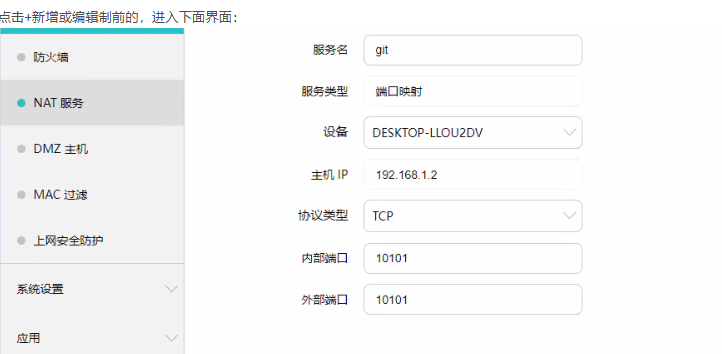 点击+新增或编辑制前的，进入下面界面：
防火墙
NAT 服务
DMZ 主机
MAC 过滤
上网安全防护
系统设置
应用
服务名 git
服务类型 端口映射
设备 DESKTOP-LLOU2DV
主机 IP 192.168.1.2
协议类型 TCP
内部端口 10101
外部端口 10101